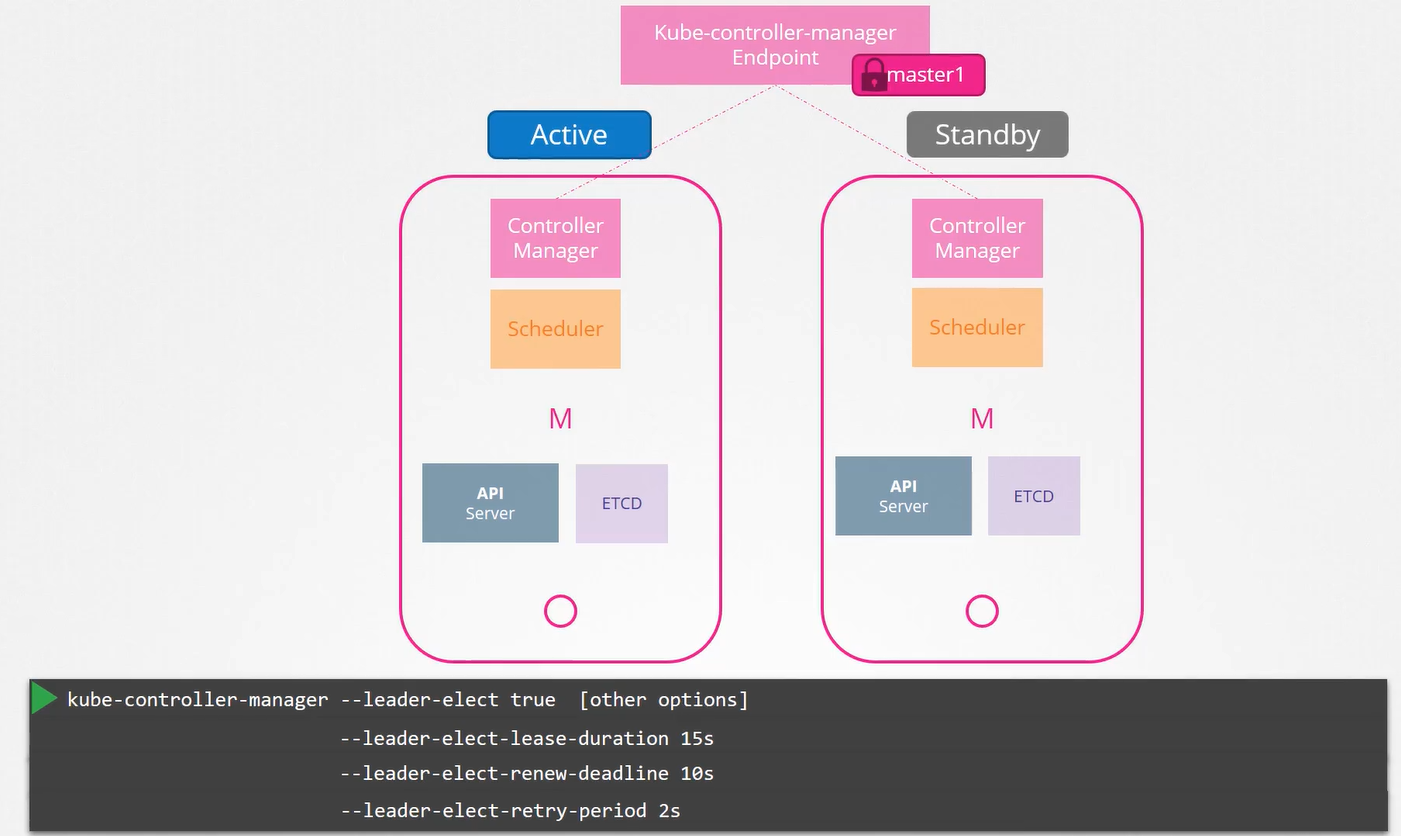 Kube-controller-manager
Endpoint
master1
Active
Standby
Controller
Manager
Controller
Manager
Scheduler
Scheduler
M
M
API
Server
ETCD
API
Server
ETCD
kube-controller-manager --leader-elect true  [other options]
--leader-elect-lease-duration 15s
--leader-elect-renew-deadline 10s
--leader-elect-retry-period 2s